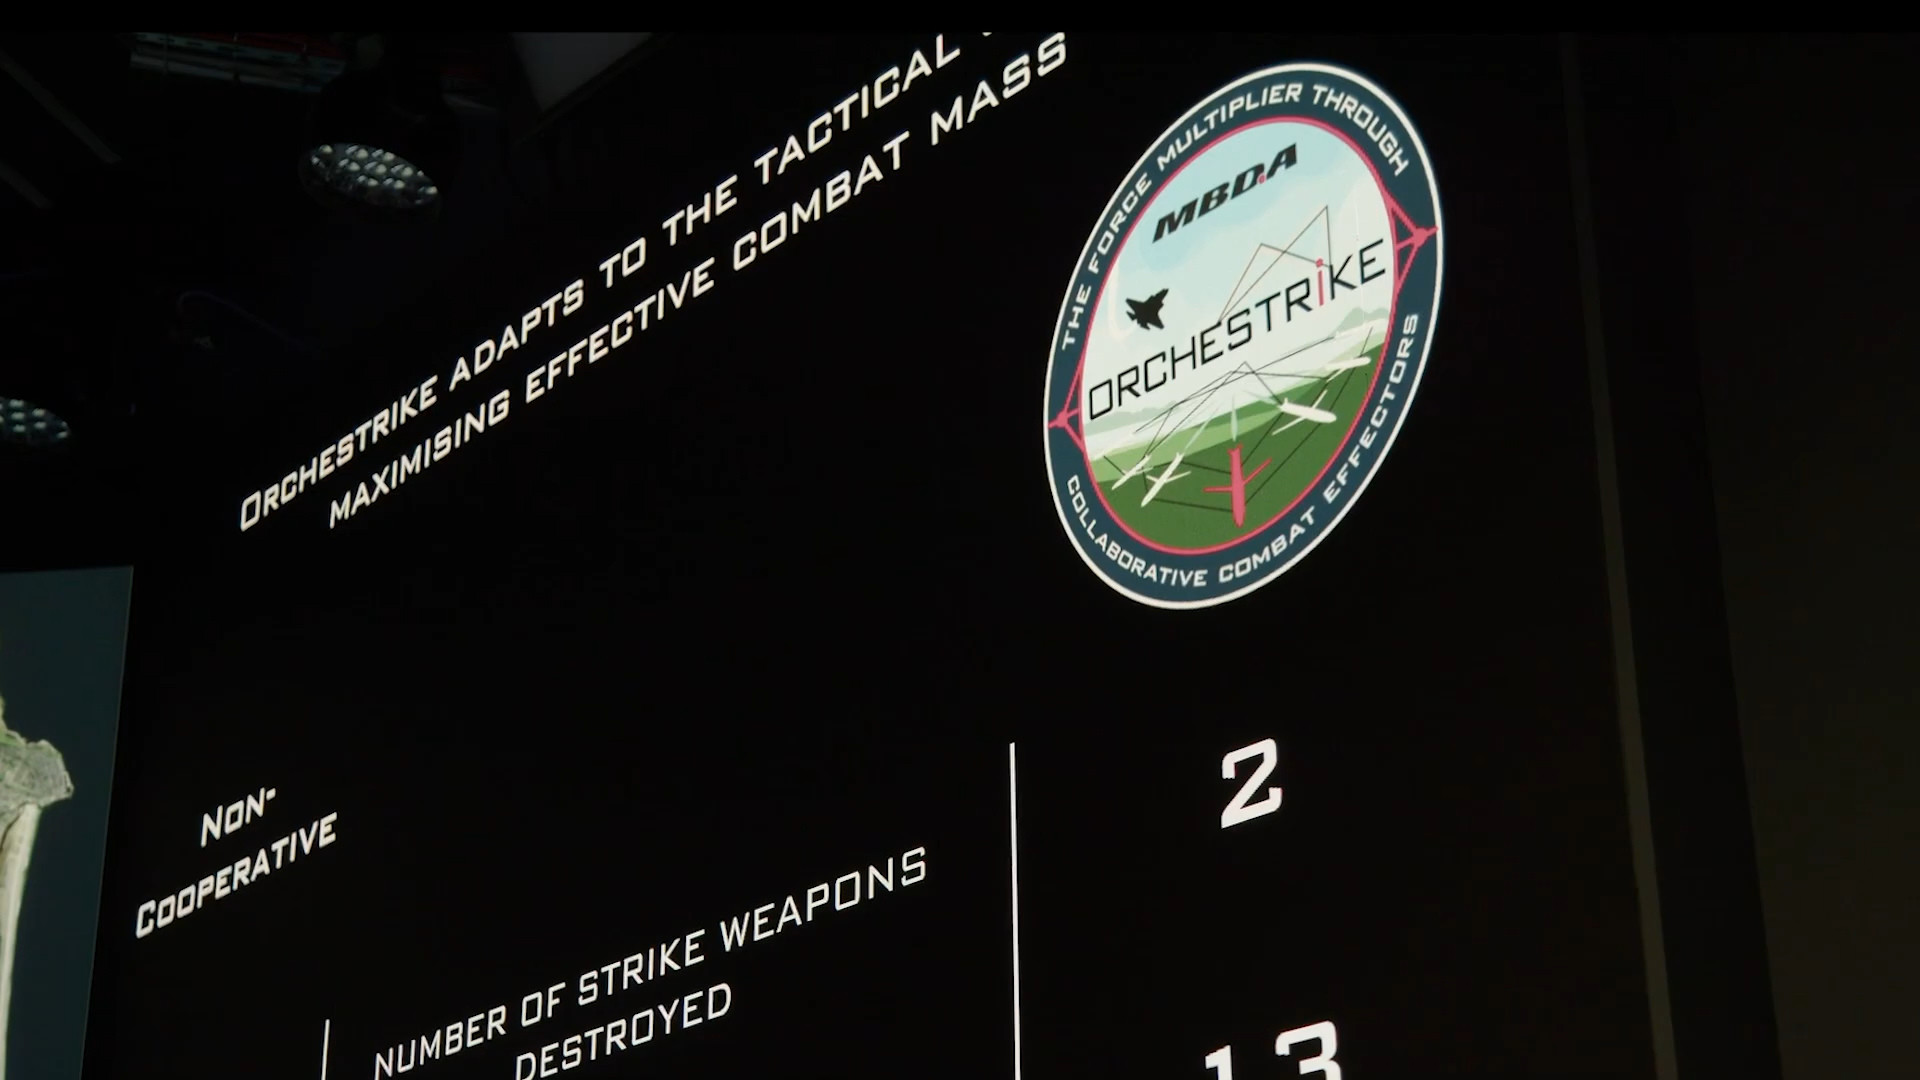 ORCHESTRIKE ADAPTS TO THE TACTICAL
MAXIMISING EFFECTIVE COMBAT MASS
THE FORCE MULTIPLIER THROUGH
MBDA
ORCHESTRiKE
COLLABORATIVE COMBAT EFFECTORS
NON-
COOPERATIVE
2
NUMBER OF STRIKE WEAPONS
DESTROYED
13